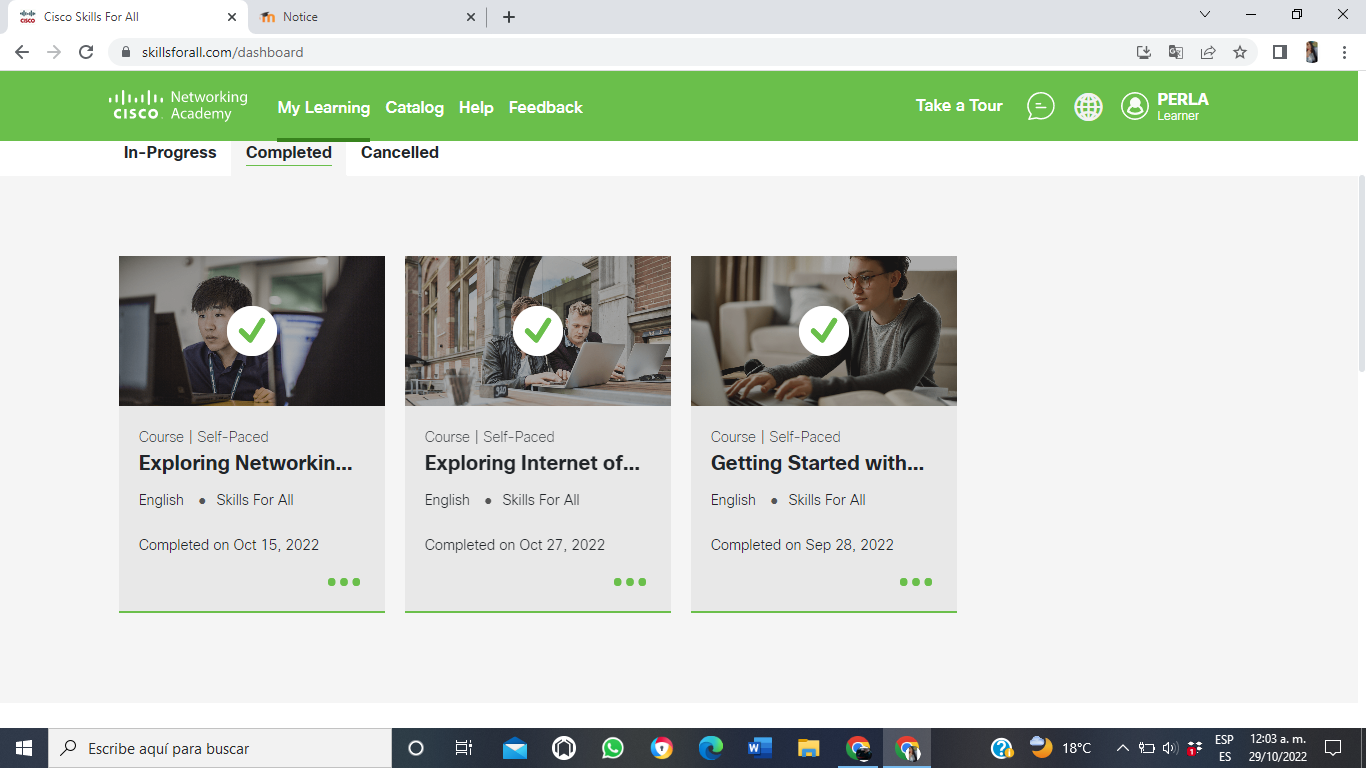 Cisco Skills For All
Notice
skillsforall.com/dashboard
CISCO
Networking
Academy
My Learning
Catalog
Help
Feedback
Take a Tour
PERLA
Learner
In-Progress
Completed
Cancelled
Course | Self-Paced
Exploring Networkin...
English • Skills For All
Completed on Oct 15, 2022
Course | Self-Paced
Exploring Internet of...
English • Skills For All
Completed on Oct 27, 2022
Course | Self-Paced
Getting Started with...
English • Skills For All
Completed on Sep 28, 2022
Escribe aquí para buscar
18°C
ESP
ES
12:03 a. m.
29/10/2022